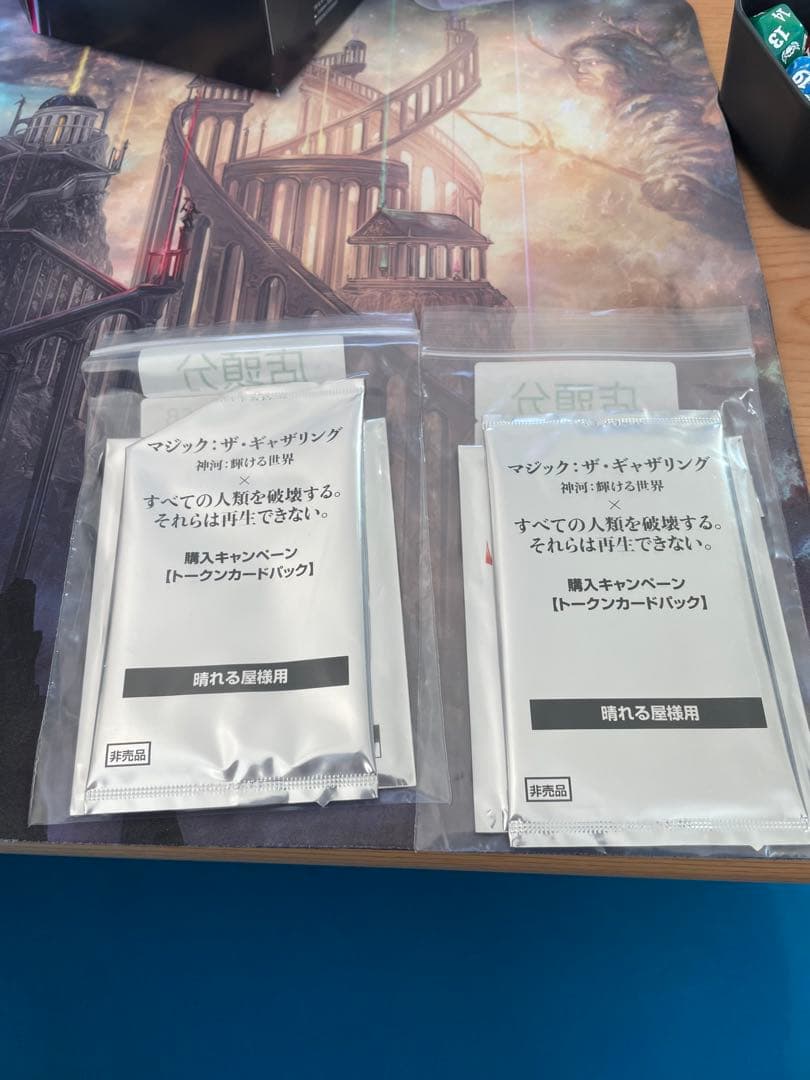 店頭分
マジック：ザ・ギャザリング
神河：輝ける世界
×
すべての人類を破壊する。
それらは再生できない。
購入キャンペーン
【トークンカードパック】
晴れる屋様用
非売品
店頭分
マジック：ザ・ギャザリング
神河：輝ける世界
×
すべての人類を破壊する。
それらは再生できない。
購入キャンペーン
【トークンカードパック】
晴れる屋様用
非売品
14
13